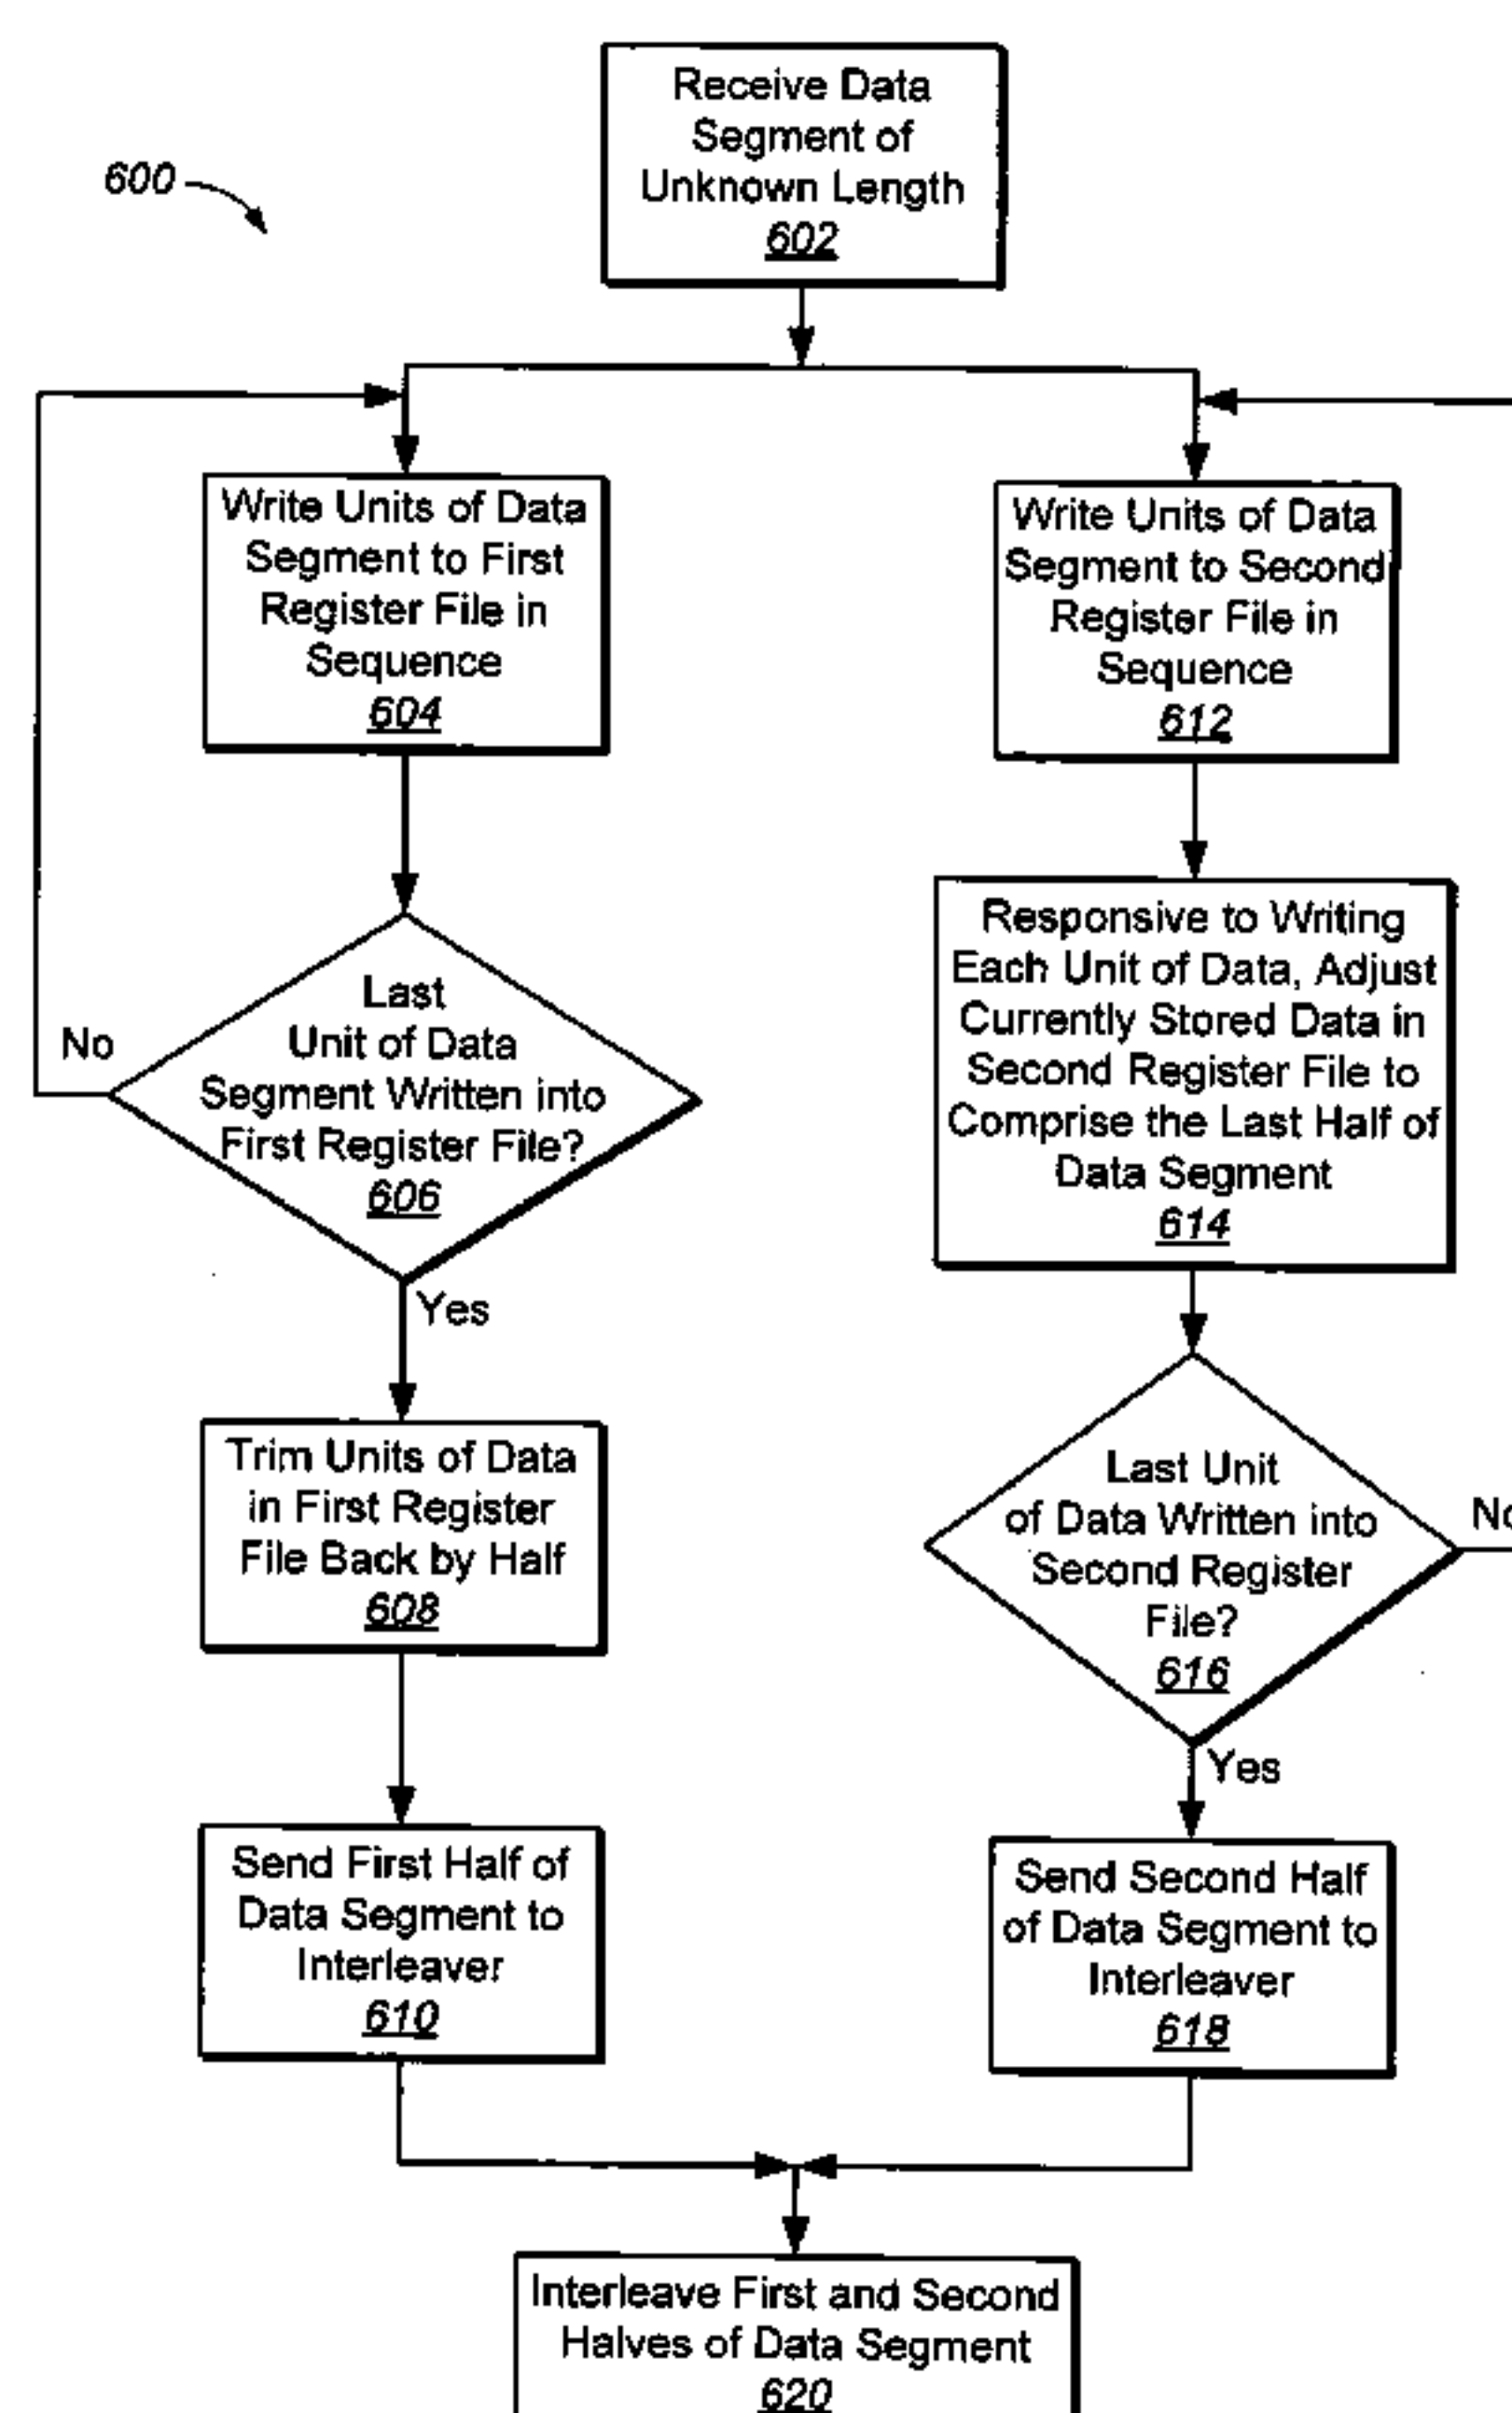 Receive Data
Segment of
Unknown Length
602
600
Write Units of Data
Segment to First
Register File in
Sequence
604
Last
Unit of Data
Segment Written into
First Register File?
606
No
Yes
Trim Units of Data
in First Register
File Back by Half
608
Send First Half of
Data Segment to
Interleaver
610
Write Units of Data
Segment to Second
Register File in
Sequence
612
Responsive to Writing
Each Unit of Data, Adjust
Currently Stored Data in
Second Register File to
Comprise the Last Half of
Data Segment
614
Last Unit
of Data Written into
Second Register
File?
616
No
Yes
Send Second Half
of Data Segment to
Interleaver
618
Interleave First and Second
Halves of Data Segment
620